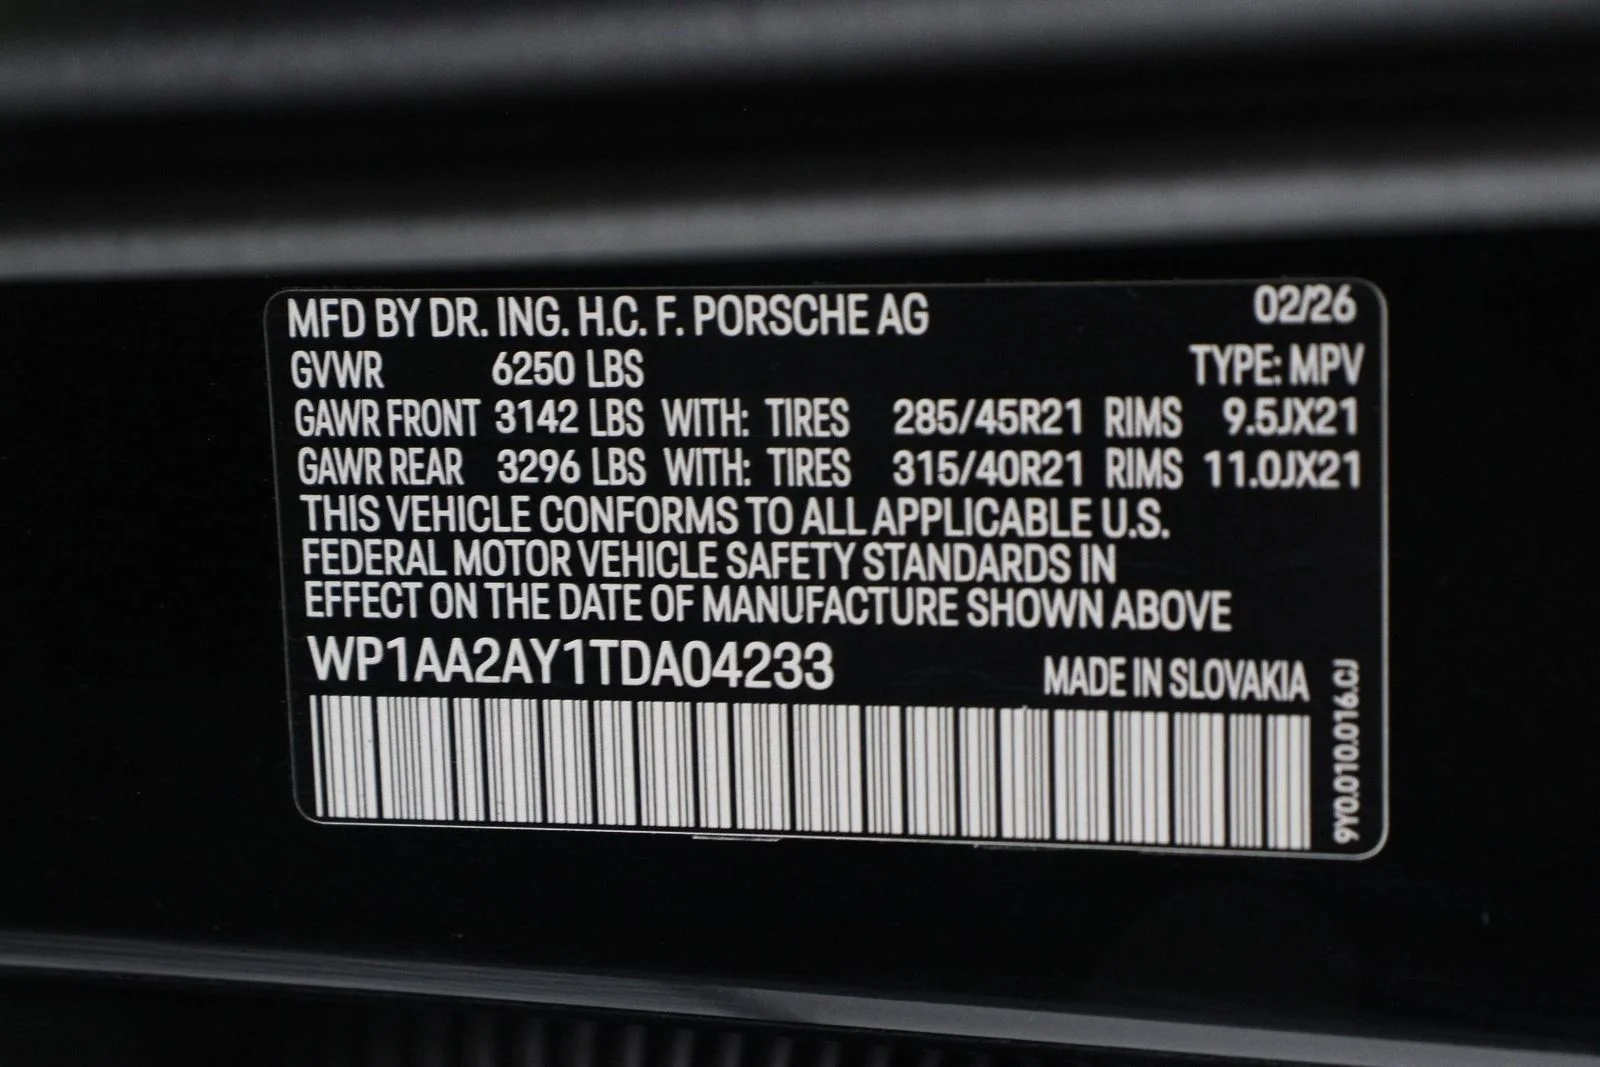 MFD BY DR. ING. H.C. F. PORSCHE AG 02/26
GVWR 6250 LBS TYPE: MPV
GAWR FRONT 3142 LBS WITH: TIRES 285/45R21 RIMS 9.5JX21
GAWR REAR 3296 LBS WITH: TIRES 315/40R21 RIMS 11.0JX21
THIS VEHICLE CONFORMS TO ALL APPLICABLE U.S.
FEDERAL MOTOR VEHICLE SAFETY STANDARDS IN
EFFECT ON THE DATE OF MANUFACTURE SHOWN ABOVE
WP1AA2AY1TDA04233 MADE IN SLOVAKIA
9Y0.010.016.CJ